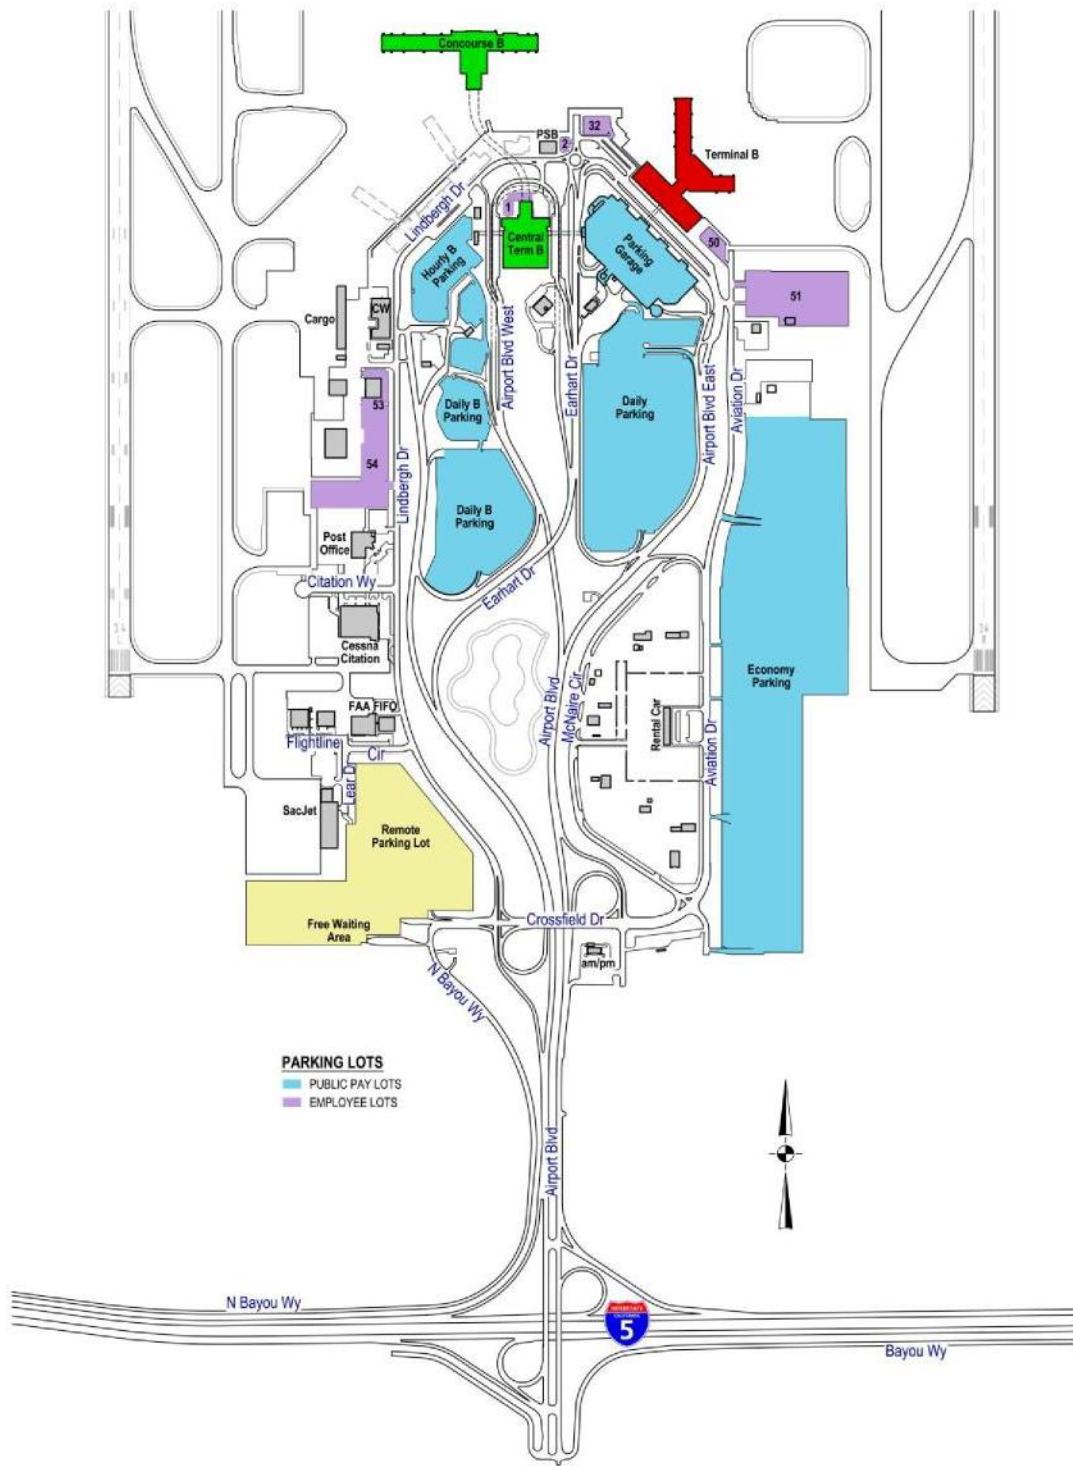 Concourse B
PSB
2
32
Terminal B
Lindbergh Dr
1
Central
Term B
Parking
Garage
50
Hourly B
Parking
51
Cargo
CW
Airport Blvd West
Earhart Dr
Airport Blvd East
Aviation Dr
53
Daily B
Parking
Daily
Parking
54
Lindbergh Dr
Daily B
Parking
Post
Office
Citation Wy
Earhart Dr
Cessna
Citation
Economy
Parking
FAA
FIFO
Airport Blvd
McNaire Cir
Rental Car
Aviation Dr
Flightline
Cir
Lear Dr
SacJet
Remote
Parking Lot
Free Waiting
Area
Crossfield Dr
am/pm
N Bayou Wy
PARKING LOTS
PUBLIC PAY LOTS
EMPLOYEE LOTS
Airport Blvd
N Bayou Wy
INTERSTATE
CALIFORNIA
5
Bayou Wy